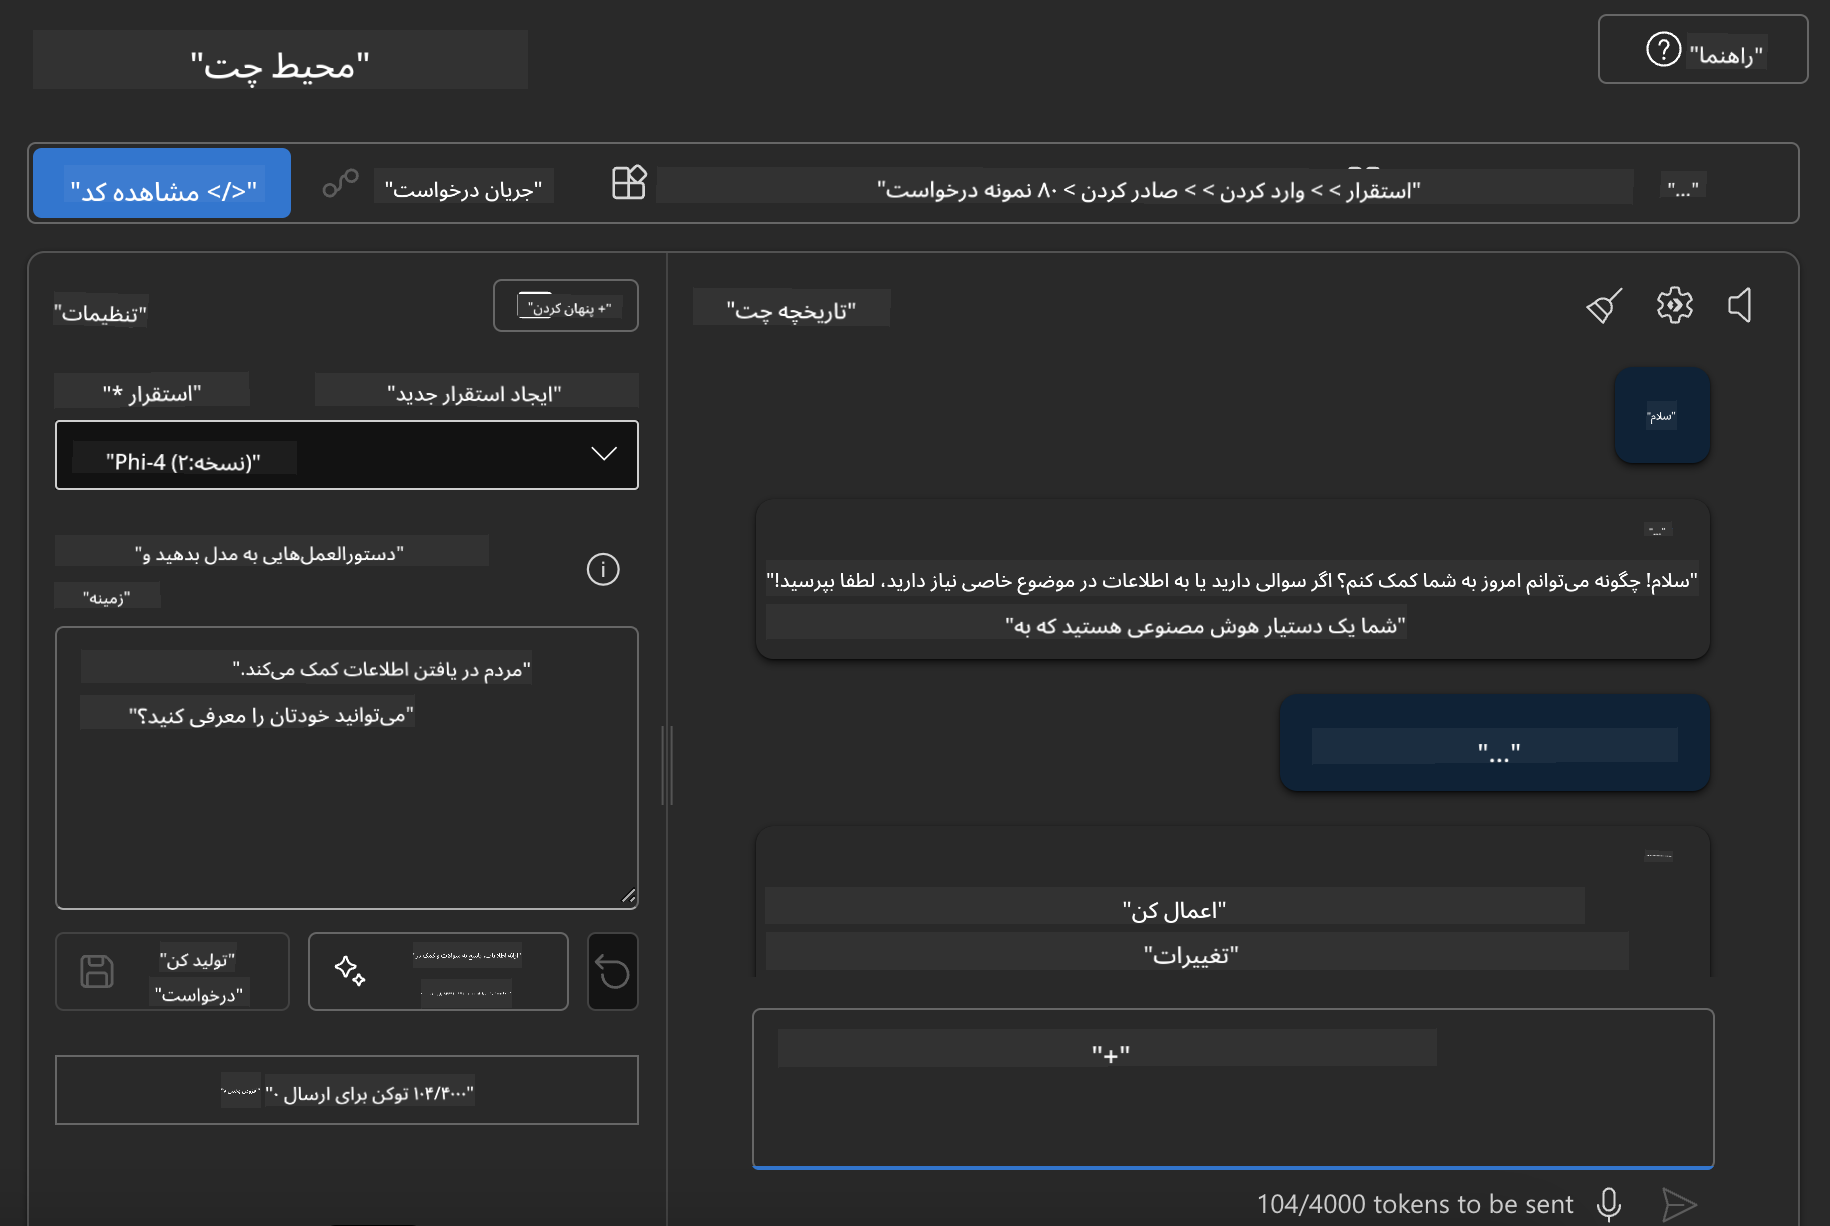 "محیط چت"
"راهنما"
"</> مشاهده کد"
"جریان درخواست"
"استقرار > > وارد کردن > > صادر کردن > ۸۰ نمونه درخواست"
"..."
"تنظیمات"
"+ پنهان کردن"
"استقرار *"
"ایجاد استقرار جدید"
"Phi-4 (نسخه:۲)"
"دستورالعمل‌هایی به مدل بدهید و"
"زمینه"
"مردم در یافتن اطلاعات کمک می‌کند."
"می‌توانید خودتان را معرفی کنید؟"
"تولید کن"
"درخواست"
"۱۰۴/۴۰۰۰ توکن برای ارسال ۰"
"تاریخچه چت"
"سلام"
"..."
"سلام! چگونه می‌توانم امروز به شما کمک کنم؟ اگر سوالی دارید یا به اطلاعات در موضوع خاصی نیاز دارید، لطفا بپرسید!"
"شما یک دستیار هوش مصنوعی هستید که به"
"..."
"اعمال کن"
"تغییرات"
"+"
104/4000 tokens to be sent